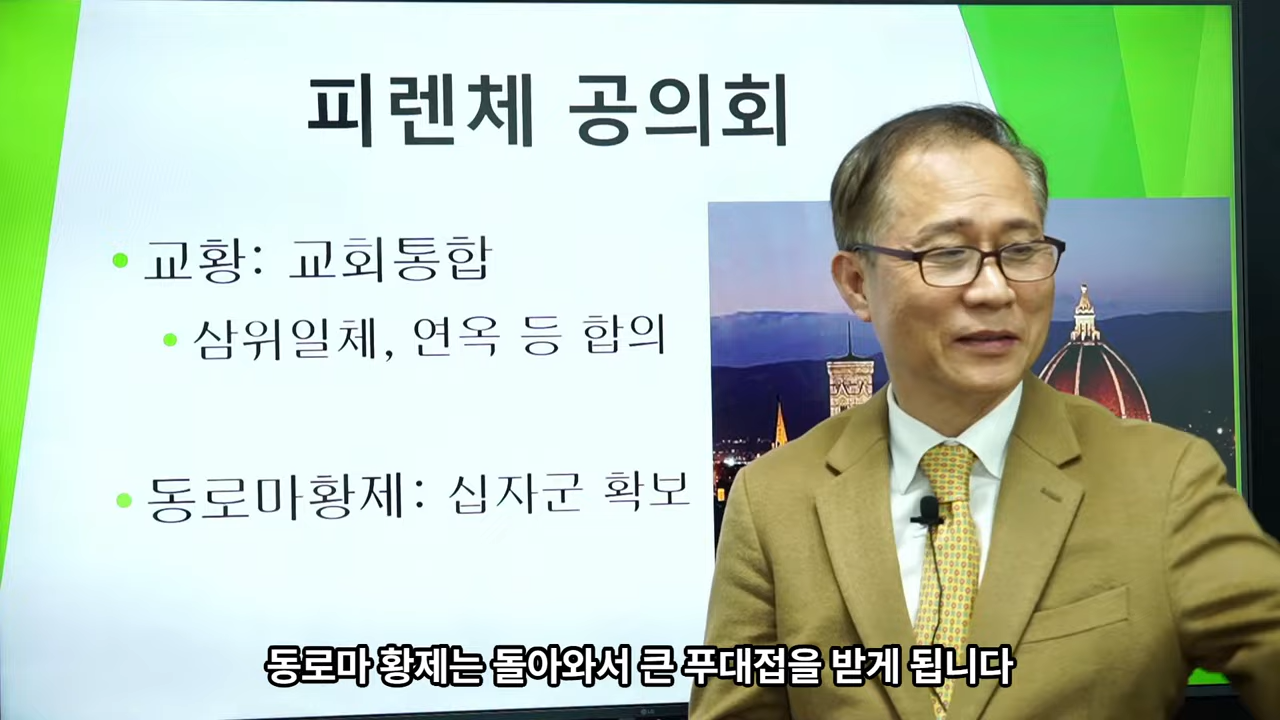 피렌체 공의회
• 교황: 교회통합
• 삼위일체, 연옥 등 합의
• 동로마황제: 십자군 확보
동로마 황제는 돌아와서 큰 푸대접을 받게 됩니다
LG